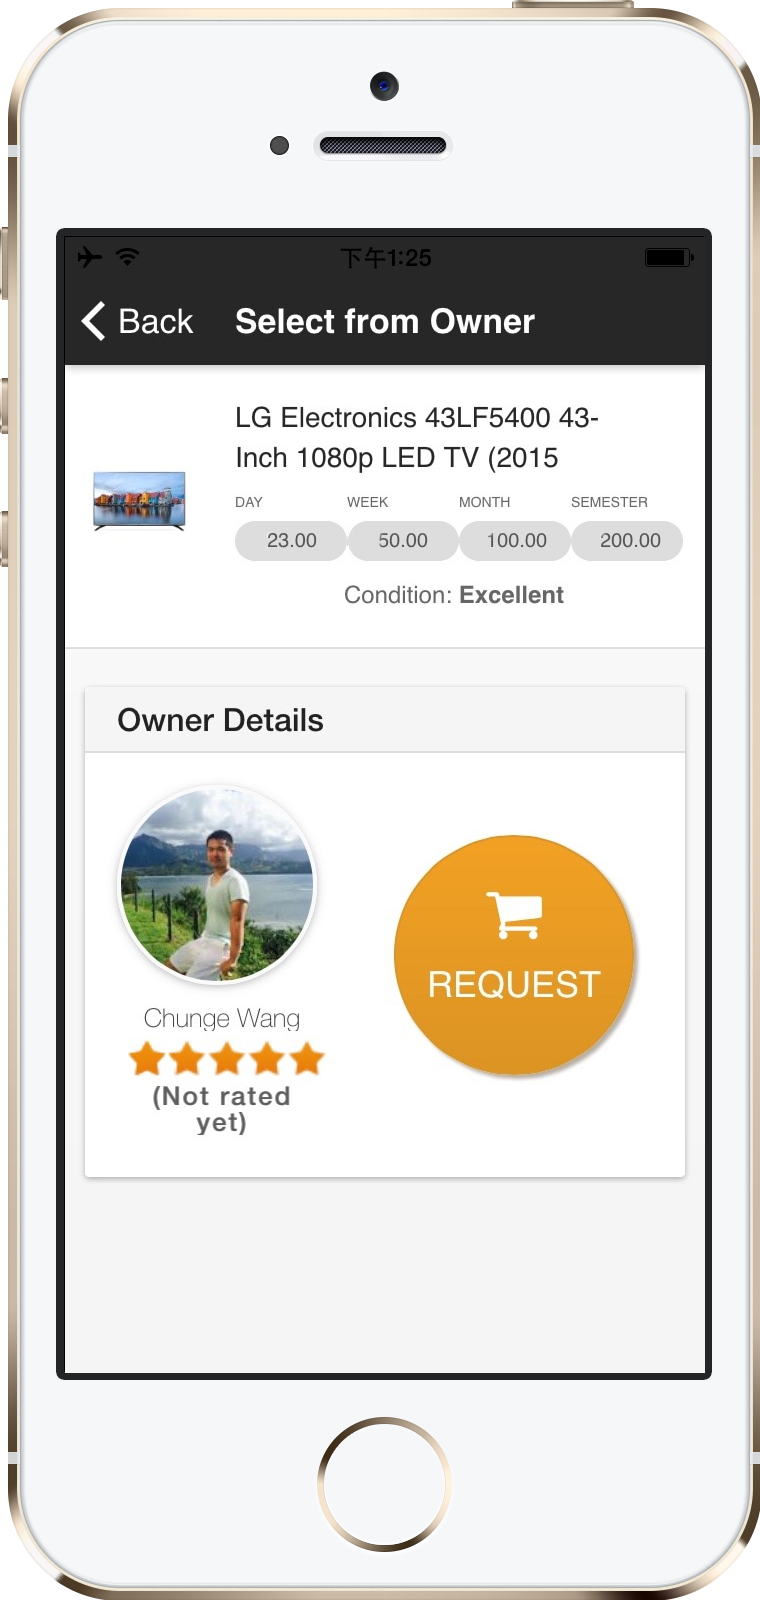 下午1:25
Back Select from Owner
LG Electronics 43LF5400 43-
Inch 1080p LED TV (2015
DAY WEEK MONTH SEMESTER
23.00 50.00 100.00 200.00
Condition: Excellent
Owner Details
Chunge Wang
(Not rated
yet)
REQUEST